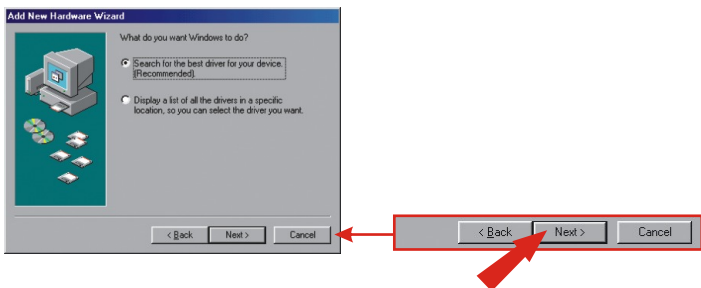 Add New Hardware Wizard
What do you want Windows to do?
Search for the best driver for your device.
(Recommended).
Display a list of all the drivers in a specific
location, so you can select the driver you want.
< Back Next > Cancel
< Back Next > Cancel